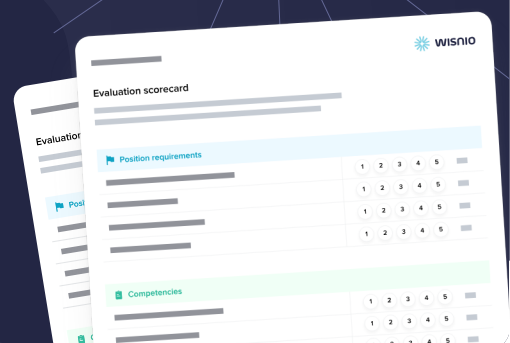 WISNIO
Evaluation scorecard
Position requirements
1 2 3 4 5
1 2 3 4 5
1 2 3 4 5
1 2 3 4 5
Competencies
1 2 3 4 5
1 2 3 4 5
3 4 5
Evaluation
Posi
C